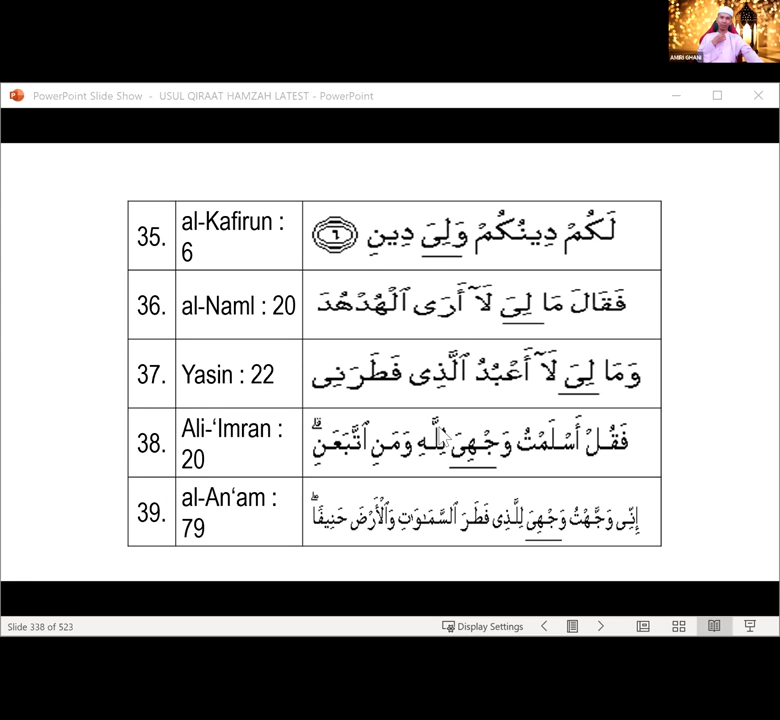 AMIRI GHANI
PowerPoint Slide Show - USUL QIRAAT HAMZAH LATEST - PowerPoint
35. al-Kafirun : 6 لَكُمْ دِينُكُمْ وَلِىَ دِينِ ٦
36. al-Naml : 20 فَقَالَ مَا لِىَ لَآ أَرَى ٱلْهُدْهُدَ
37. Yasin : 22 وَمَا لِىَ لَآ أَعْبُدُ ٱلَّذِى فَطَرَنِى
38. Ali-‘Imran : 20 فَقُلْ أَسْلَمْتُ وَجْهِىَ لِلَّهِ وَمَنِ ٱتَّبَعَنِ ۗ
39. al-An‘am : 79 إِنِّى وَجَّهْتُ وَجْهِىَ لِلَّذِى فَطَرَ ٱلسَّمَـٰوَٰتِ وَٱلْأَرْضَ حَنِيفًا ۖ
Slide 338 of 523 Display Settings